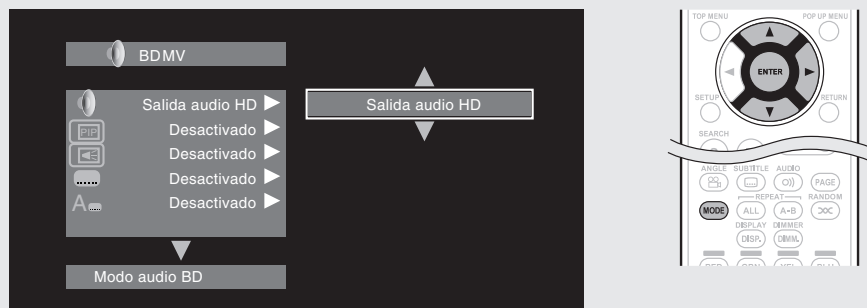 BDMV
Salida audio HD
Desactivado
Desactivado
Desactivado
Desactivado
PIP
A
Modo audio BD
Salida audio HD
TOP MENU
POP UP MENU
ENTER
SETUP
RETURN
SEARCH
ANGLE SUBTITLE AUDIO
PAGE
REPEAT RANDOM
MODE ALL A-B
DISPLAY DIMMER
DISP. DIMM.